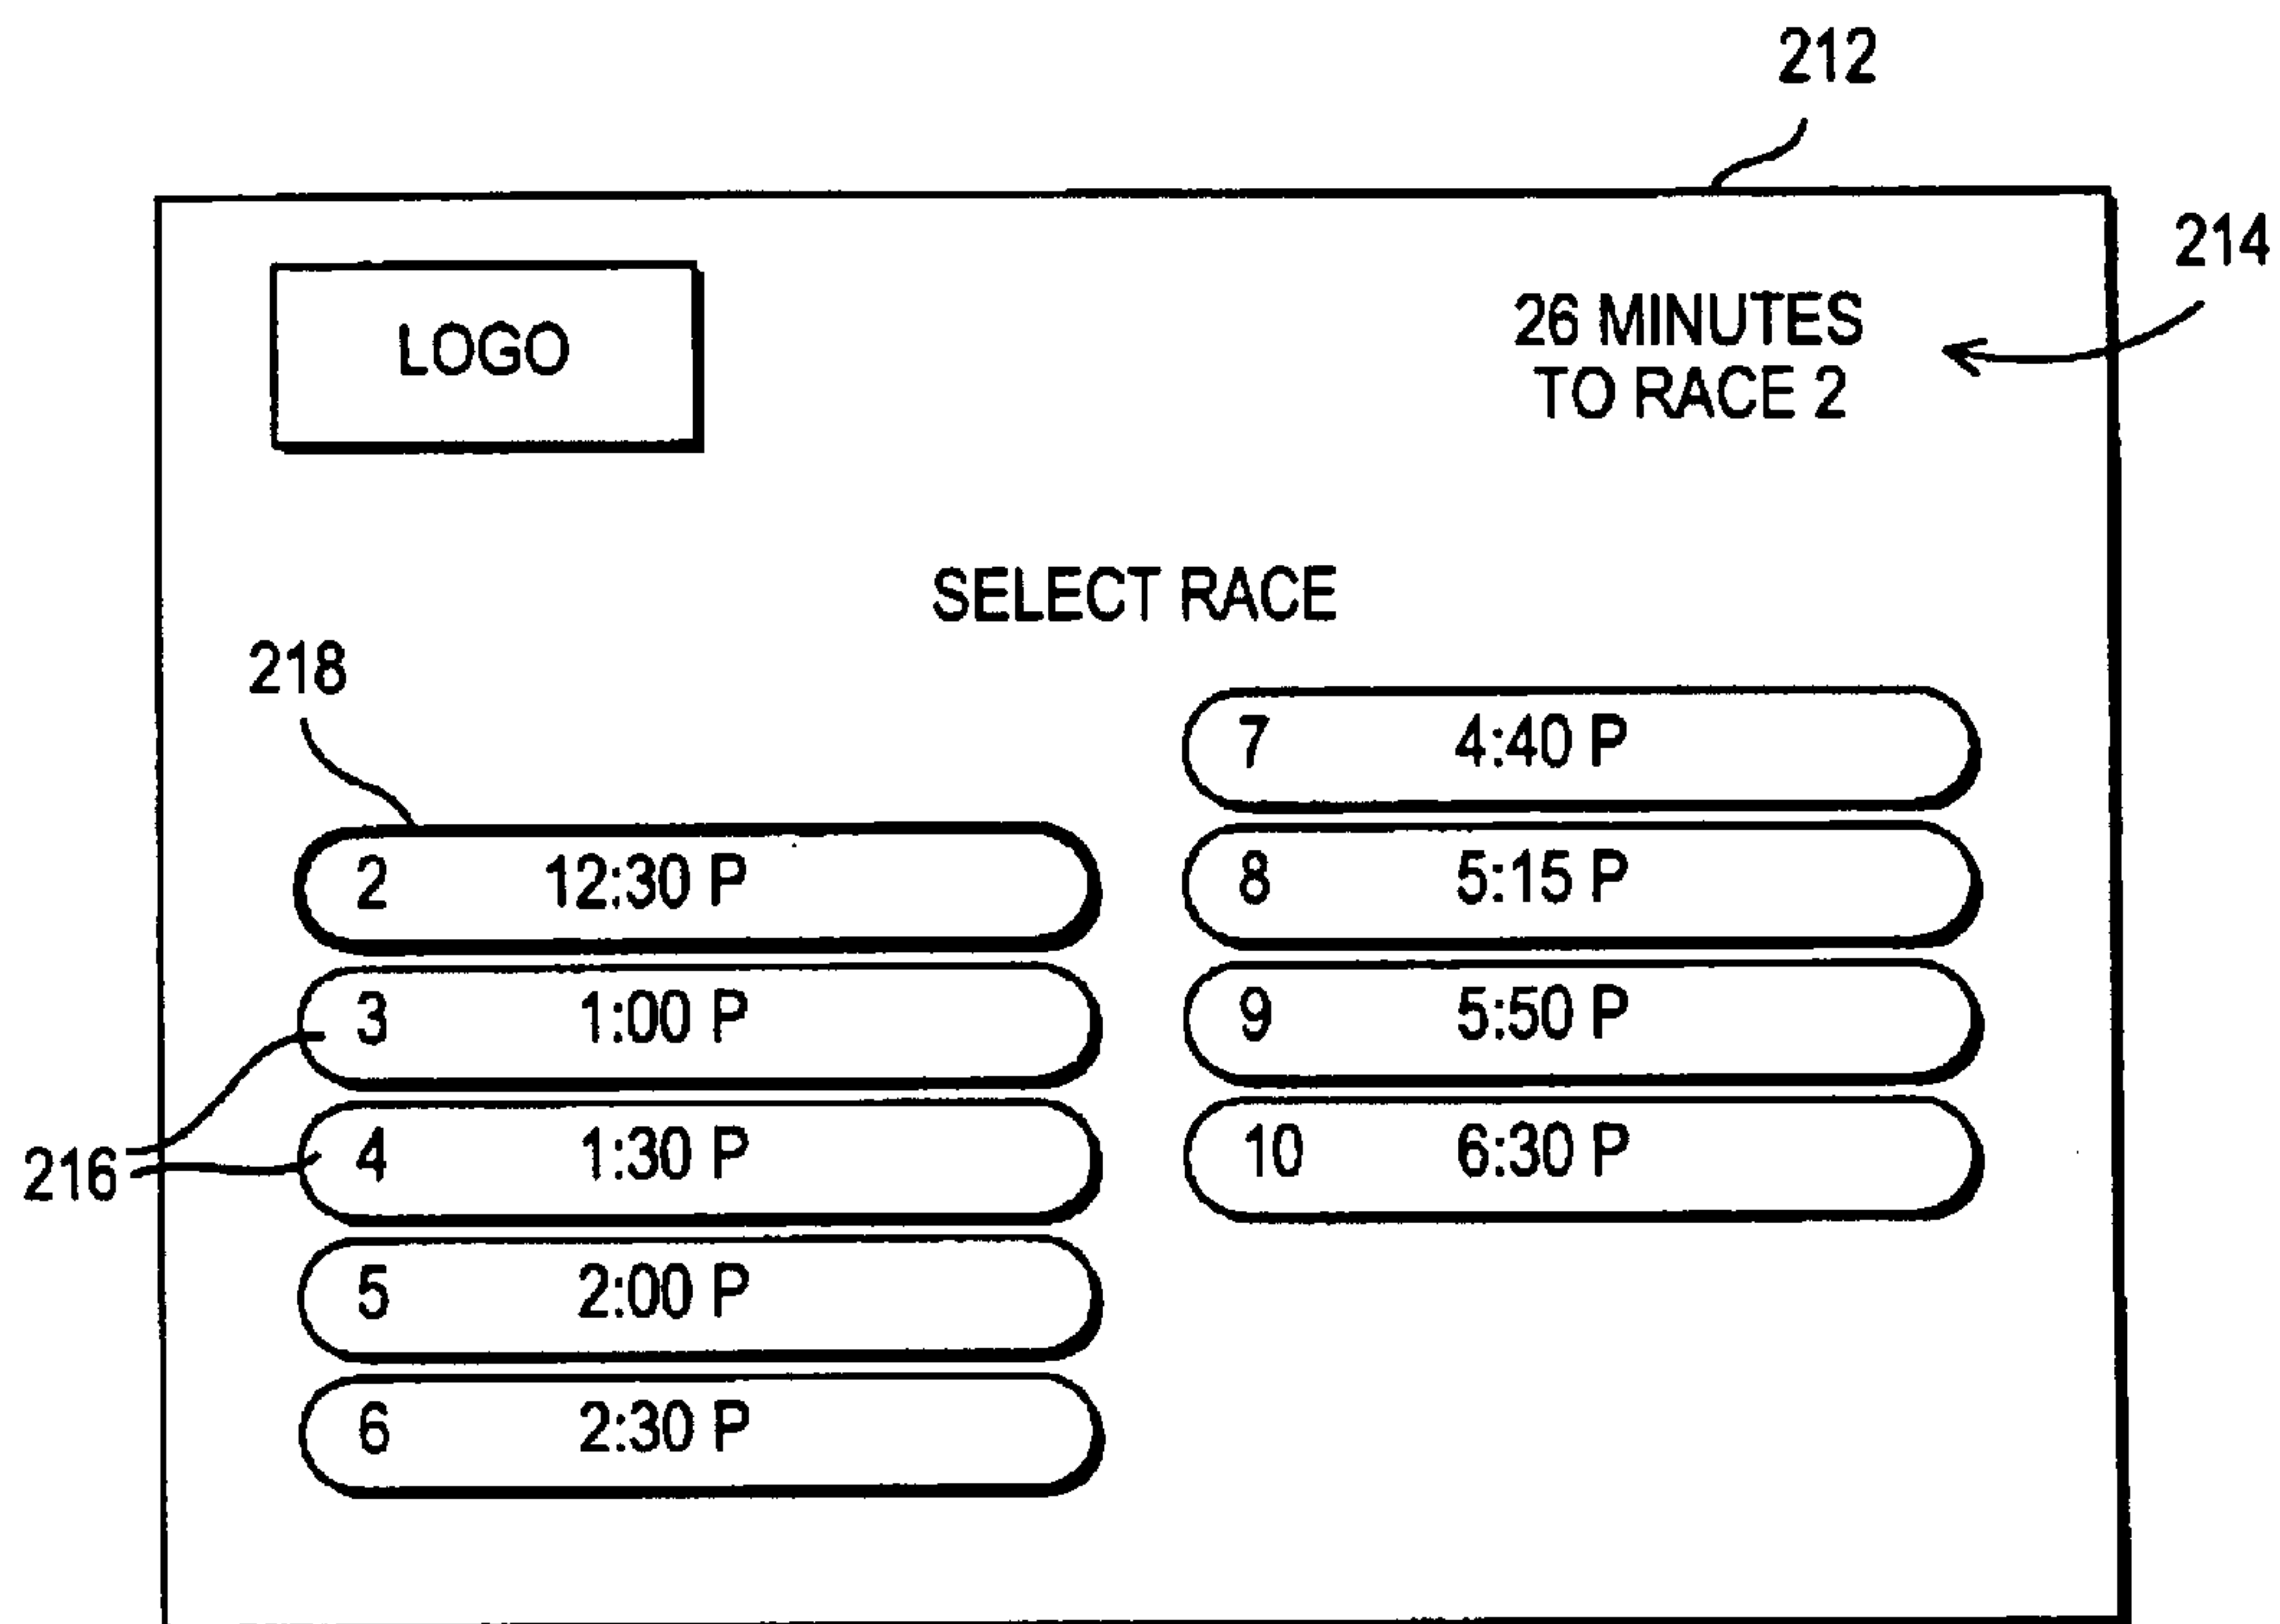 212
214
LOGO
26 MINUTES
TO RACE 2
SELECT RACE
218
2 12:30 P
3 1:00 P
4 1:30 P
5 2:00 P
6 2:30 P
216
7 4:40 P
8 5:15 P
9 5:50 P
10 6:30 P